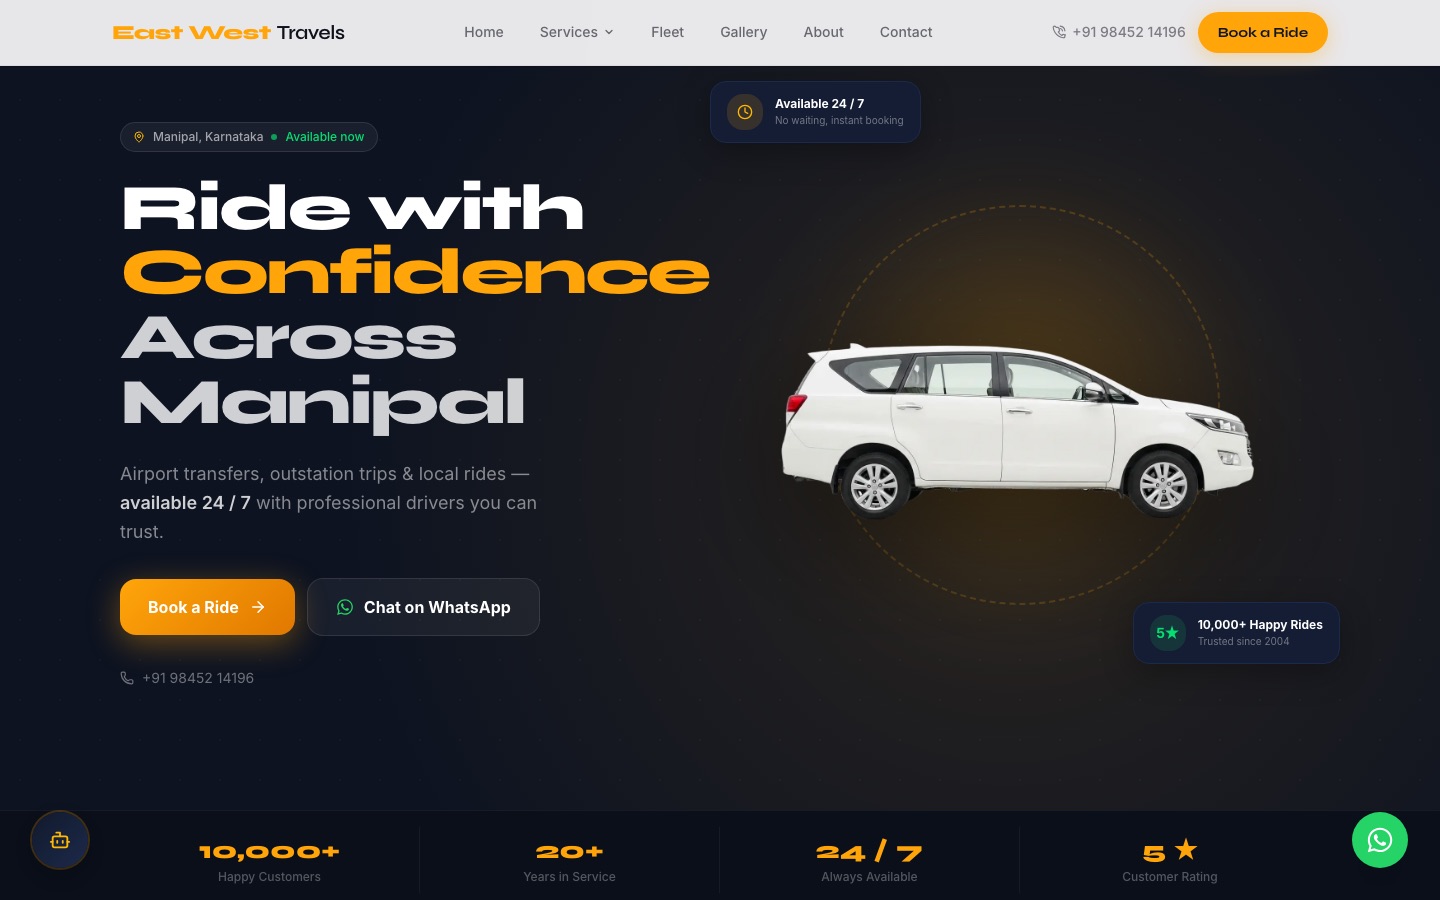 East West Travels
Home
Services
Fleet
Gallery
About
Contact
+91 98452 14196
Book a Ride
Available 24 / 7
No waiting, instant booking
Manipal, Karnataka
Available now
Ride with
Confidence
Across
Manipal
Airport transfers, outstation trips & local rides —
available 24 / 7 with professional drivers you can
trust.
Book a Ride
Chat on WhatsApp
+91 98452 14196
5★
10,000+ Happy Rides
Trusted since 2004
10,000+
Happy Customers
20+
Years in Service
24 / 7
Always Available
5 ★
Customer Rating